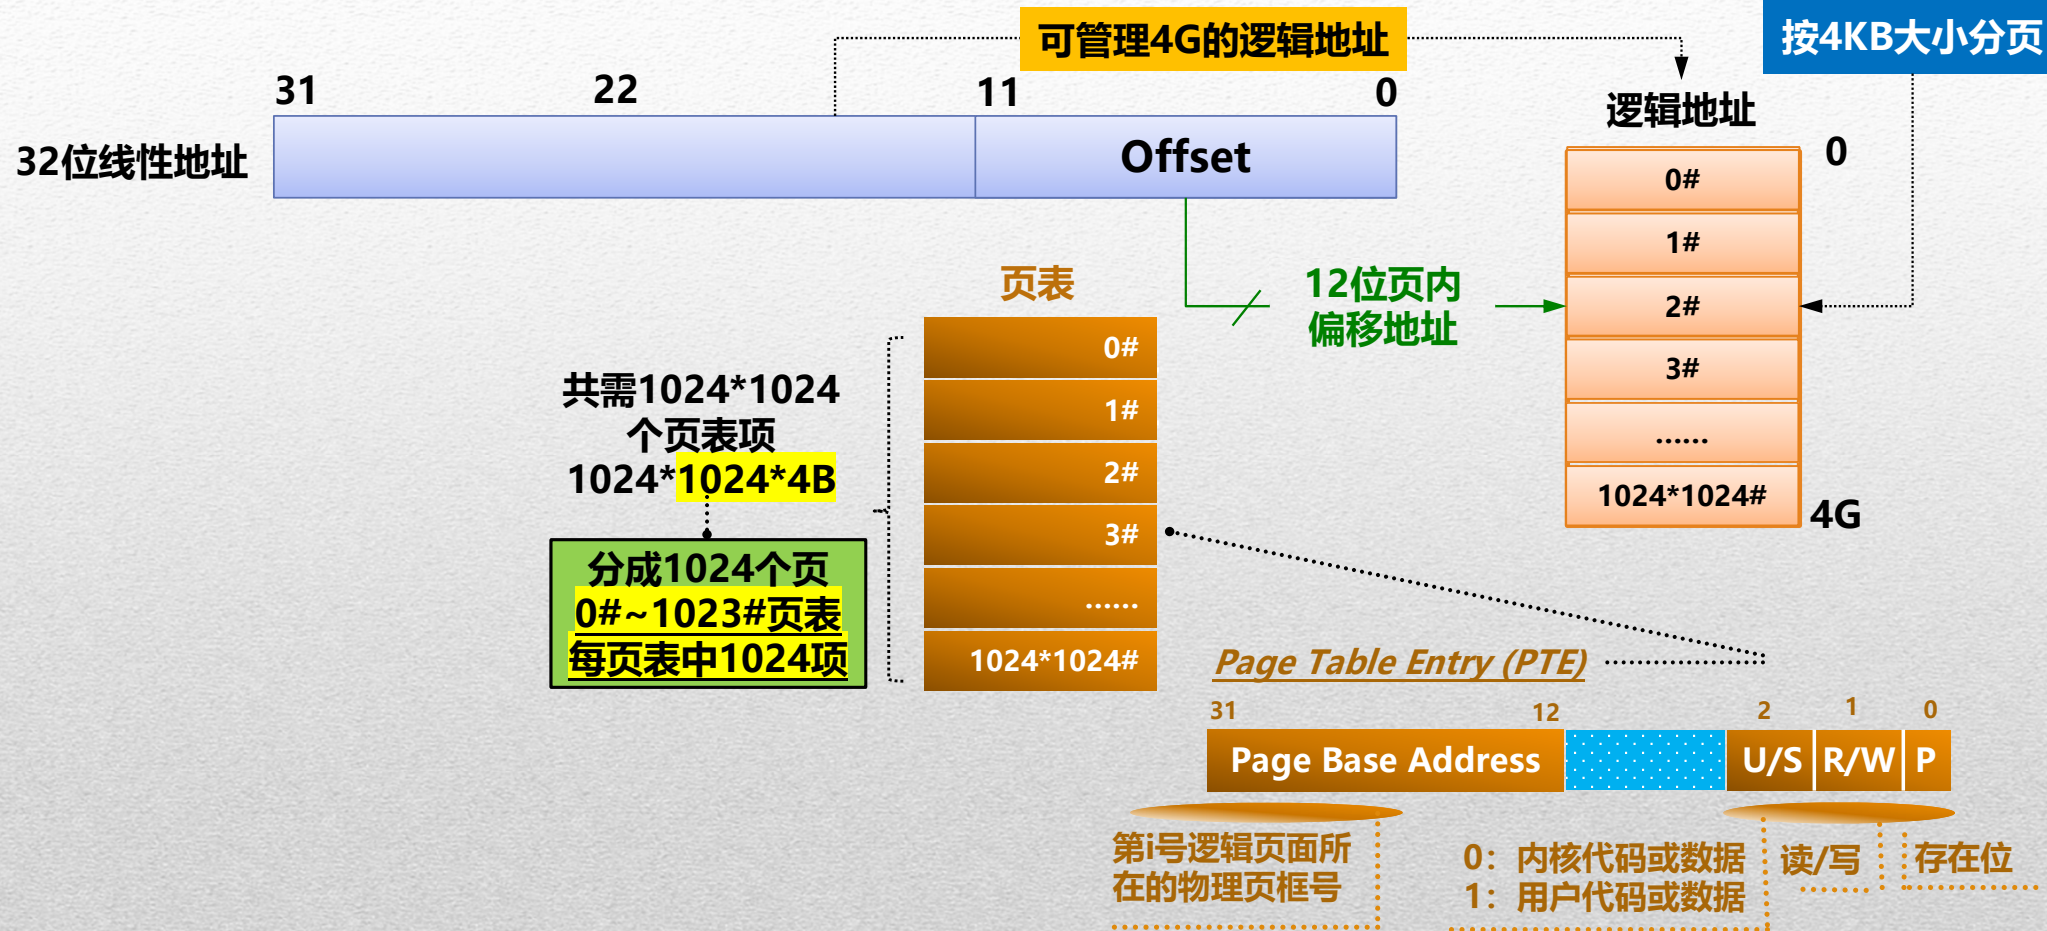 可管理4G的逻辑地址
按4KB大小分页
31
22
11
0
32位线性地址
Offset
逻辑地址
0
0#
1#
2#
3#
......
1024*1024#
4G
12位页内
偏移地址
页表
0#
1#
2#
3#
......
1024*1024#
共需1024*1024
个页表项
1024*1024*4B
分成1024个页
0#~1023#页表
每页表中1024项
Page Table Entry (PTE)
31
12
2
1
0
Page Base Address
U/S
R/W
P
第i号逻辑页面所
在的物理页框号
0：内核代码或数据
1：用户代码或数据
读/写
存在位